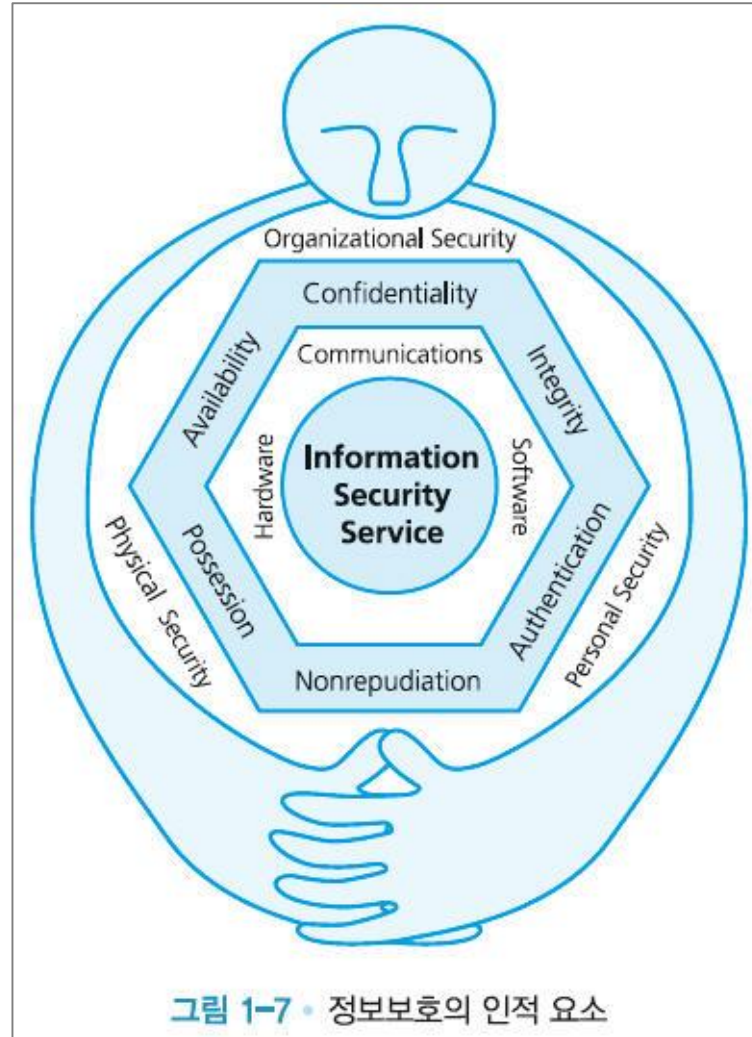 Organizational Security
Confidentiality
Availability
Integrity
Communications
Hardware
Information
Security
Service
Software
Physical Security
Possession
Authentication
Personal Security
Nonrepudiation
그림 1-7 • 정보보호의 인적 요소